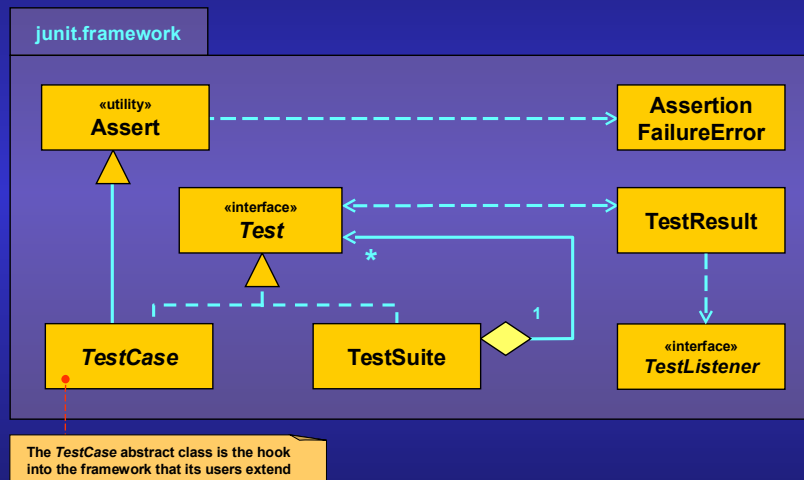 junit.framework
«utility»
Assert
Assertion
FailureError
«interface»
Test
TestResult
*
1
TestCase
TestSuite
«interface»
TestListener
The TestCase abstract class is the hook
into the framework that its users extend